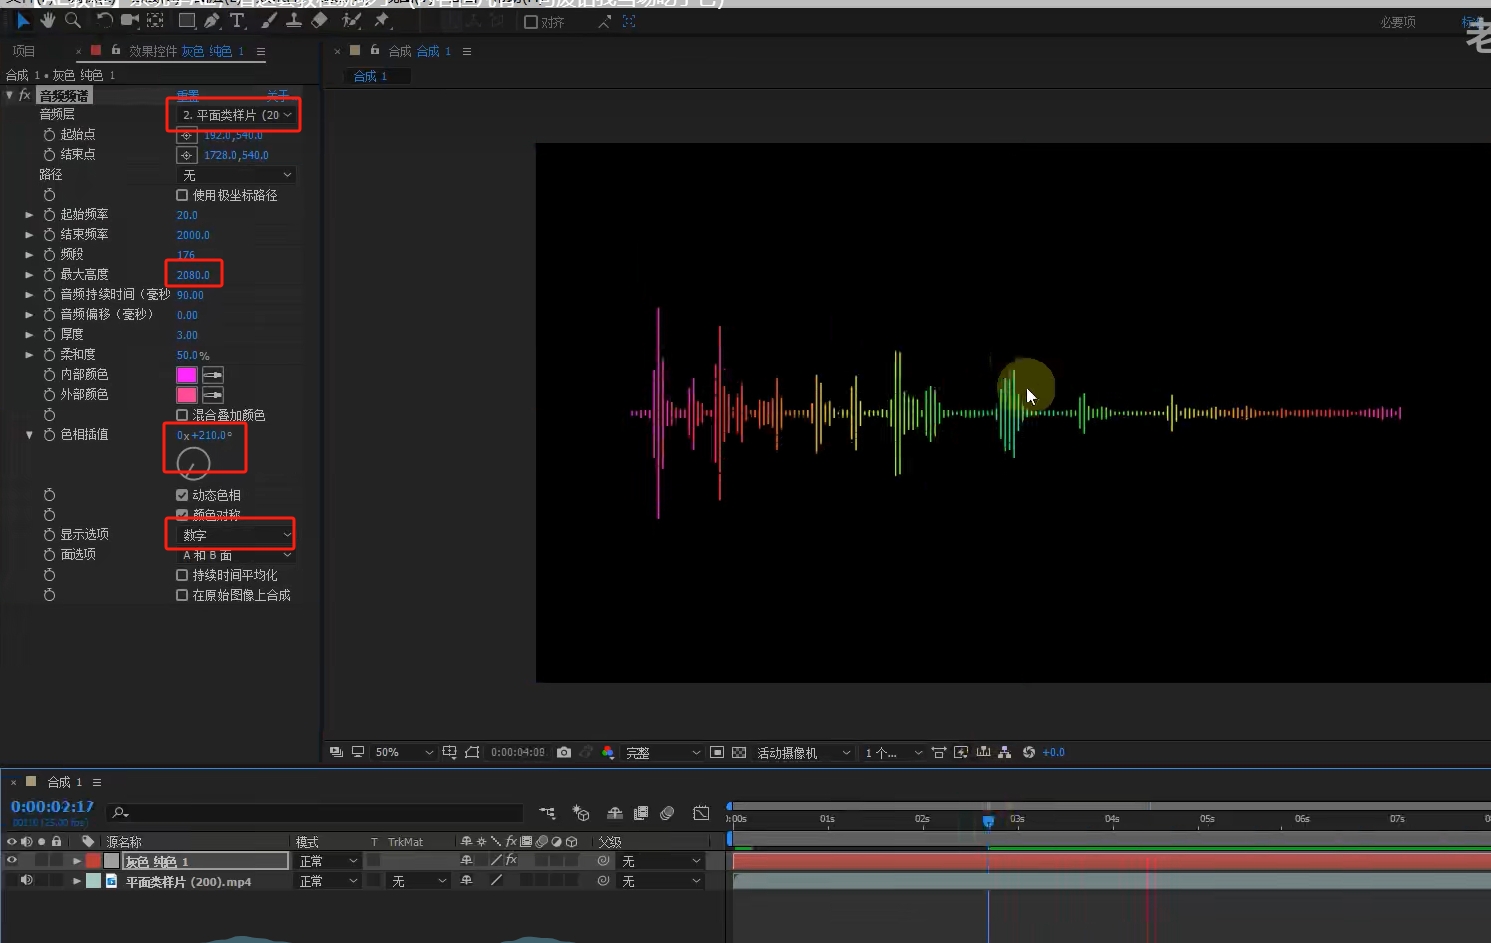 对齐
必要项
标
老
项目
效果控件 灰色 纯色 1
合成 合成 1
合成 1 • 灰色 纯色 1
合成 1
fx 音频频谱 重置 关于
音频层 2. 平面类样片 (20
起始点 192.0,540.0
结束点 1728.0,540.0
路径 无
使用极坐标路径
起始频率 20.0
结束频率 2000.0
频段 176
最大高度 2080.0
音频持续时间（毫秒 90.00
音频偏移（毫秒） 0.00
厚度 3.00
柔和度 50.0%
内部颜色
外部颜色
混合叠加颜色
色相插值 0x+210.0°
动态色相
颜色对称
显示选项 数字
面选项 A 和 B 面
持续时间平均化
在原始图像上合成
50% 0:00:04:09 完整 活动摄像机 1 个... +0.0
合成 1
0:00:02:17
:00s 01s 02s 03s 04s 05s 06s 07s
源名称 模式 T TrkMat fx 父级
灰色 纯色 1 正常 fx 无
平面类样片 (200).mp4 正常 无 无